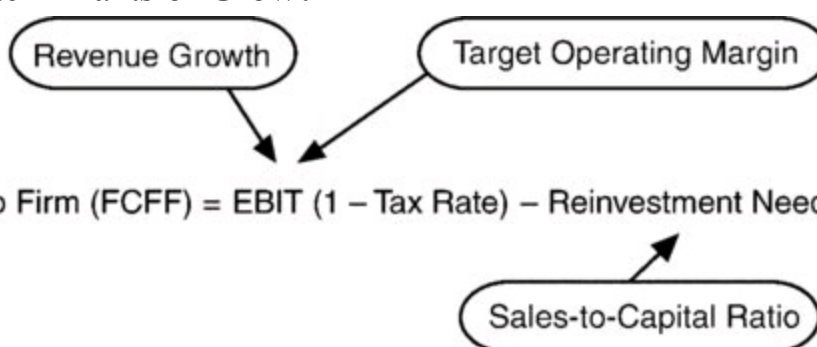 Revenue Growth
Target Operating Margin
Firm (FCFF) = EBIT (1 – Tax Rate) – Reinvestment Need
Sales-to-Capital Ratio